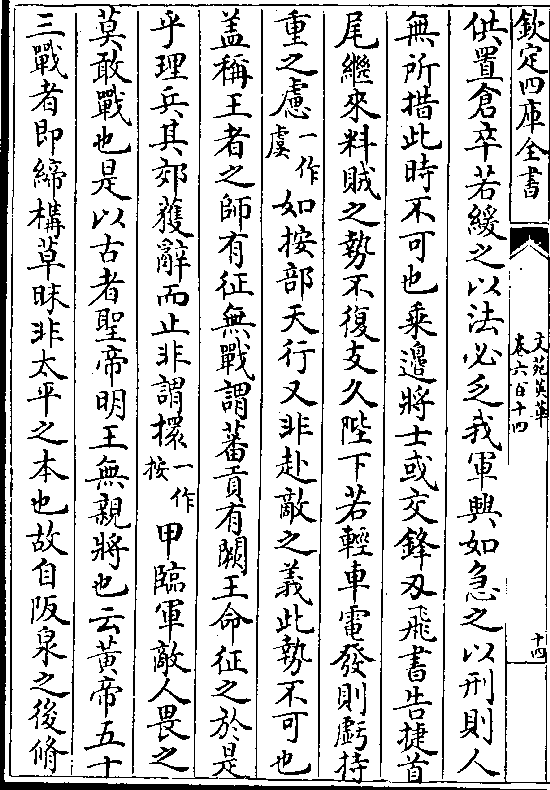 欽定四庫全書
文苑英華
卷六百十四
十四
供置倉卒若緩之以法必乏我軍興如急之以刑則人
無所措此時不可也乘邉將士或交鋒刃飛書告捷首
尾繼來料賊之勢不復支久陛下若輕車電發則虧持
重之慮一作虞如按部天行又非赴敵之義此勢不可也
盖稱王者之師有征無戰謂蕃貢有闕王命征之於是
乎理兵其郊獲辭而止非謂擐一作按甲臨軍敵人畏之
莫敢戰也是以古者聖帝明王無親將也云黄帝五十
三戰者即締構草昧非太平之本也故自阪泉之後脩